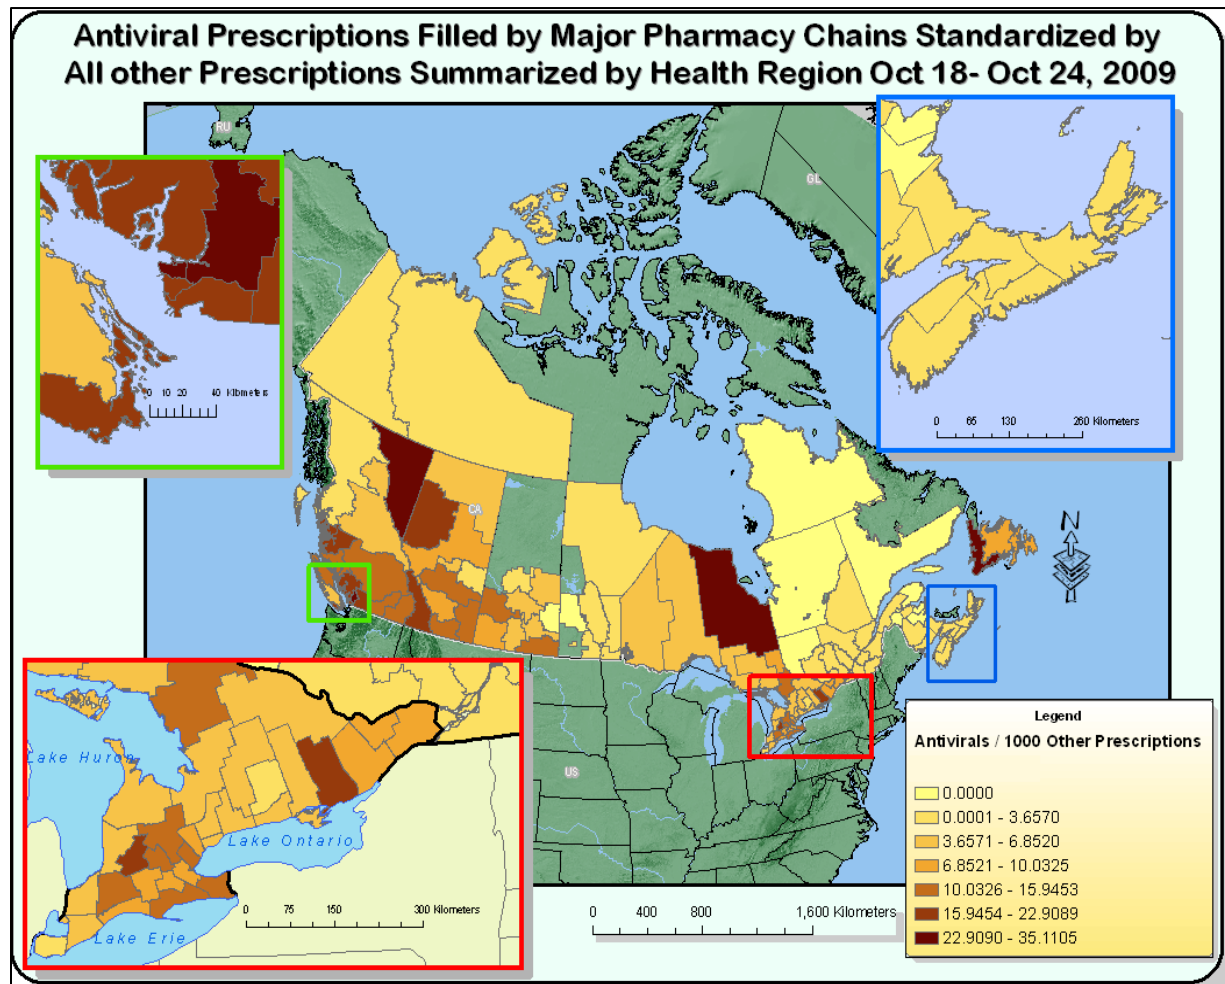 Antiviral Prescriptions Filled by Major Pharmacy Chains Standardized by
All other Prescriptions Summarized by Health Region Oct 18- Oct 24, 2009
RU
GL
0 10 20 40 Kilometers
0 65 130 260 Kilometers
CA
N
US
Lake Huron
Lake Ontario
Lake Erie
0 75 150 300 Kilometers
0 400 800 1,600 Kilometers
Legend
Antivirals / 1000 Other Prescriptions
0.0000
0.0001 - 3.6570
3.6571 - 6.8520
6.8521 - 10.0325
10.0326 - 15.9453
15.9454 - 22.9089
22.9090 - 35.1105